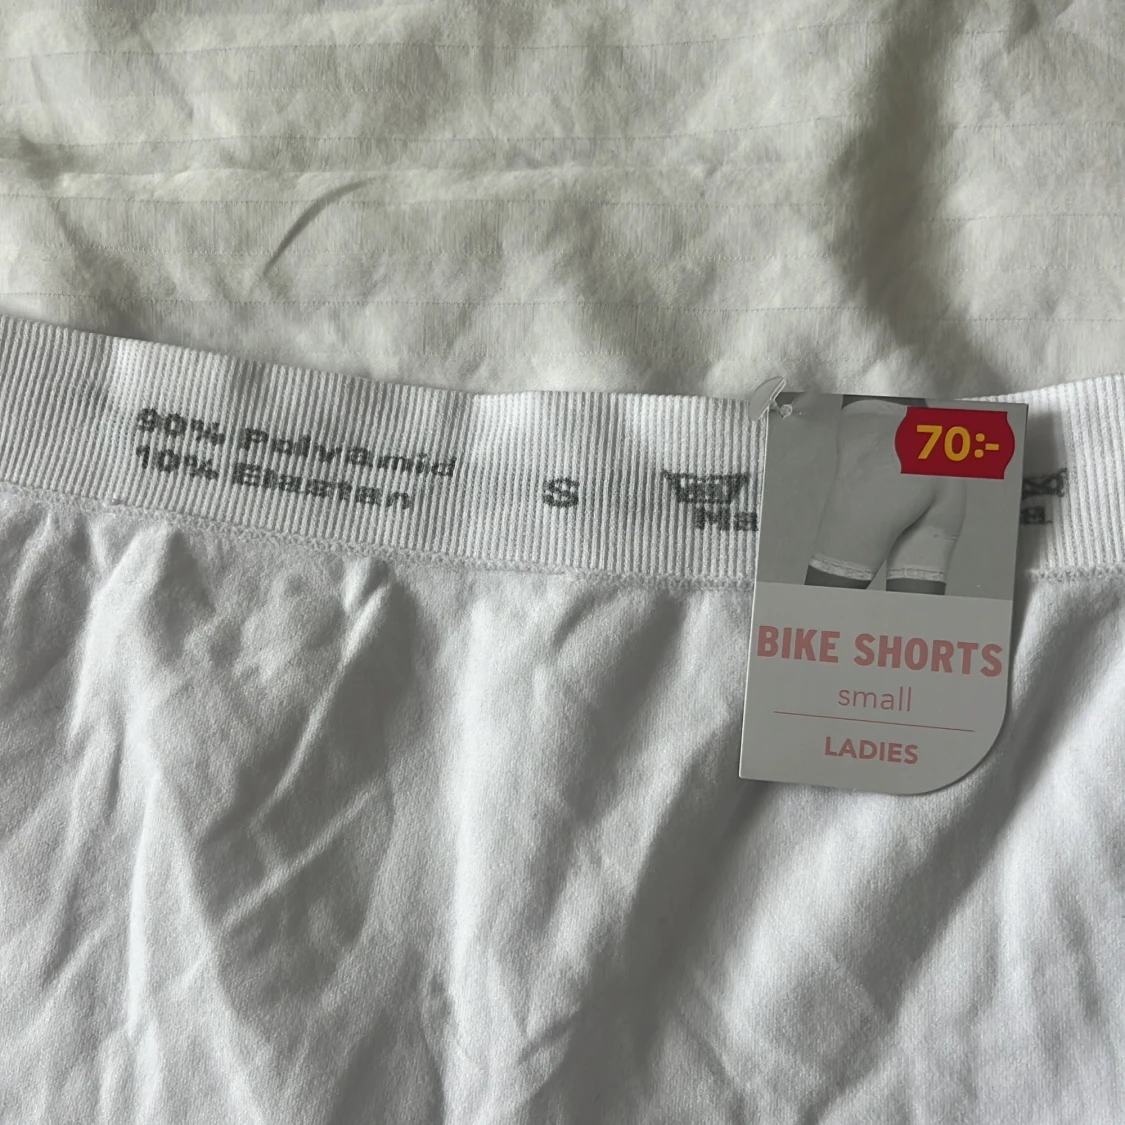 90% Polyamid
10% Elastan
S
70:-
BIKE SHORTS
small
LADIES